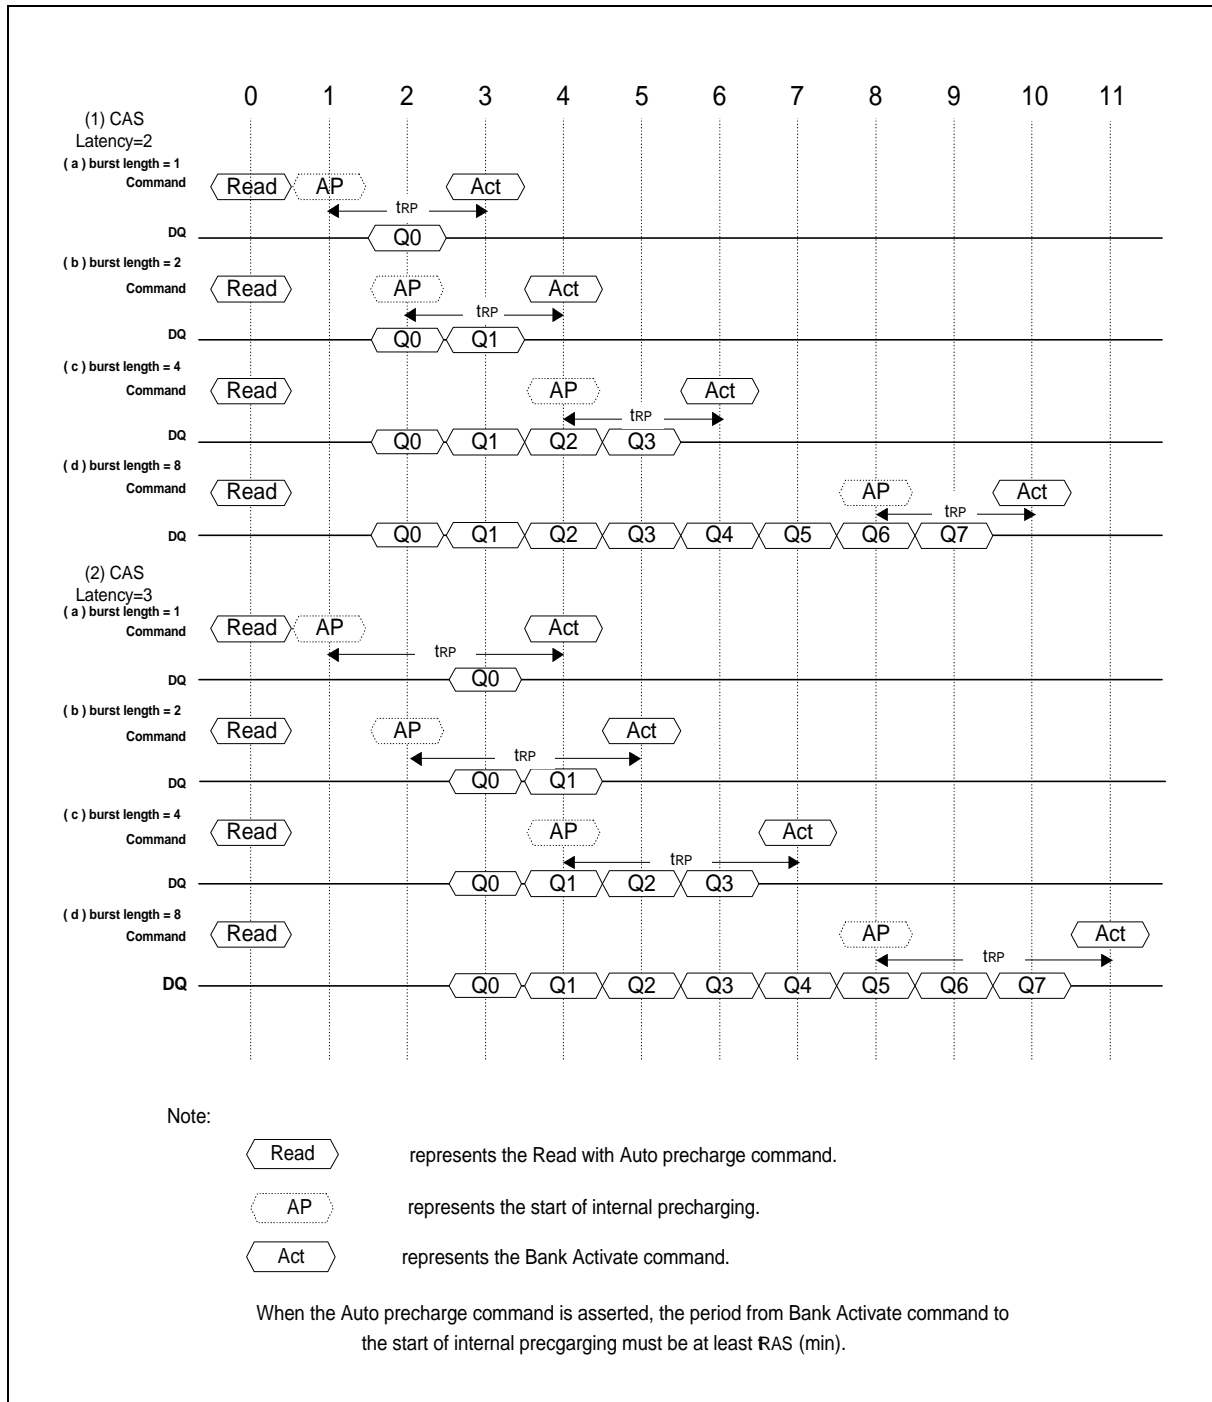 0 1 2 3 4 5 6 7 8 9 10 11
(1) CAS
Latency=2
( a ) burst length = 1
Command Read AP Act
tRP
DQ Q0
( b ) burst length = 2
Command Read AP Act
tRP
DQ Q0 Q1
( c ) burst length = 4
Command Read AP Act
tRP
DQ Q0 Q1 Q2 Q3
( d ) burst length = 8
Command Read AP Act
tRP
DQ Q0 Q1 Q2 Q3 Q4 Q5 Q6 Q7
(2) CAS
Latency=3
( a ) burst length = 1
Command Read AP Act
tRP
DQ Q0
( b ) burst length = 2
Command Read AP Act
tRP
DQ Q0 Q1
( c ) burst length = 4
Command Read AP Act
tRP
DQ Q0 Q1 Q2 Q3
( d ) burst length = 8
Command Read AP Act
tRP
DQ Q0 Q1 Q2 Q3 Q4 Q5 Q6 Q7
Note:
Read represents the Read with Auto precharge command.
AP represents the start of internal precharging.
Act represents the Bank Activate command.
When the Auto precharge command is asserted, the period from Bank Activate command to
the start of internal precgarging must be at least tRAS (min).